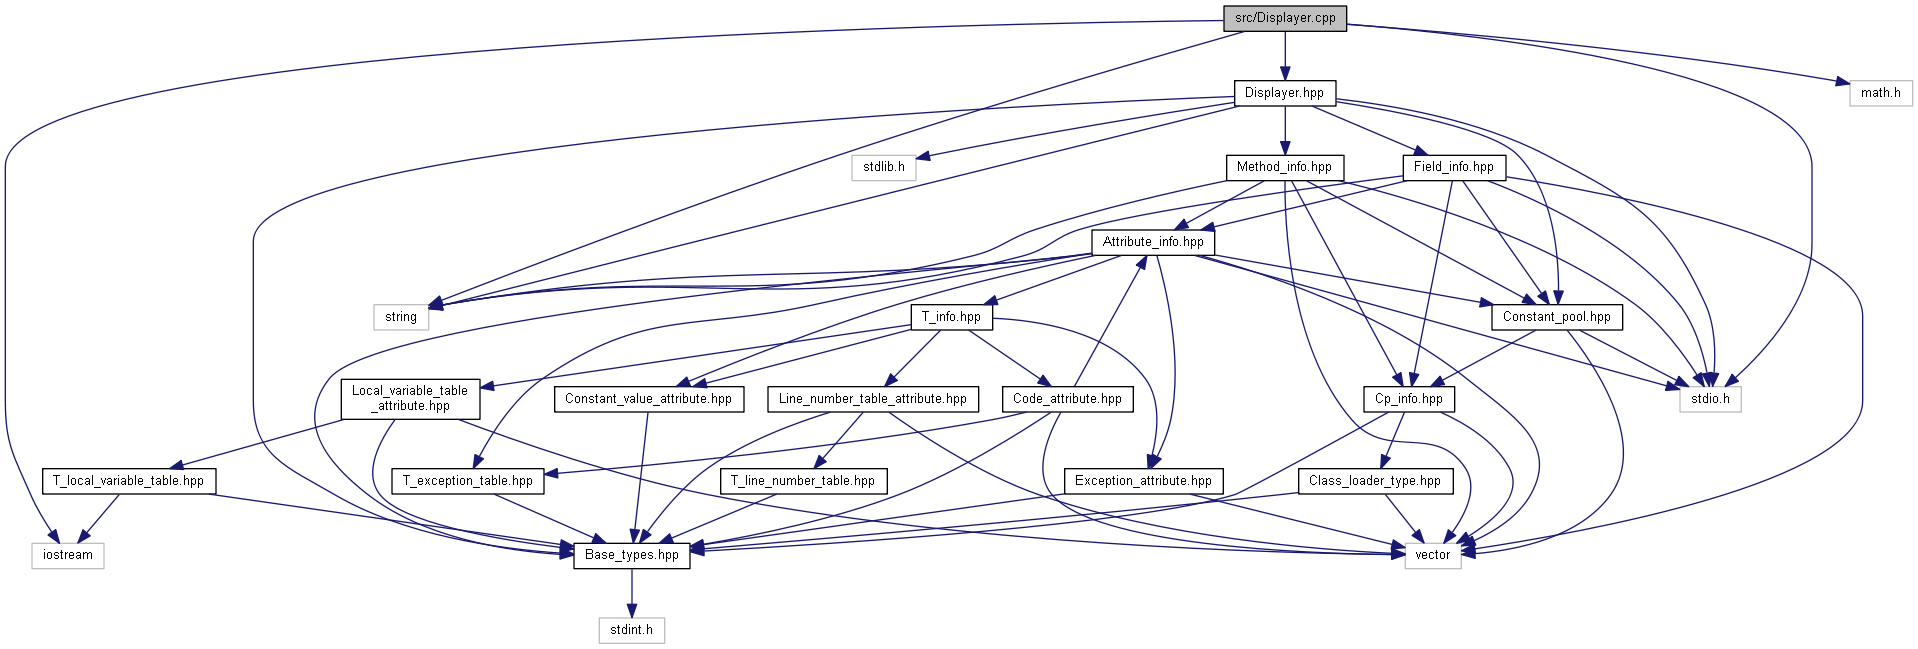 src/Displayer.cpp
Displayer.hpp
math.h
stdlib.h
Method_info.hpp
Field_info.hpp
Attribute_info.hpp
string
T_info.hpp
Constant_pool.hpp
Local_variable_table
_attribute.hpp
Constant_value_attribute.hpp
Line_number_table_attribute.hpp
Code_attribute.hpp
Cp_info.hpp
stdio.h
T_local_variable_table.hpp
T_exception_table.hpp
T_line_number_table.hpp
Exception_attribute.hpp
Class_loader_type.hpp
iostream
Base_types.hpp
vector
stdint.h